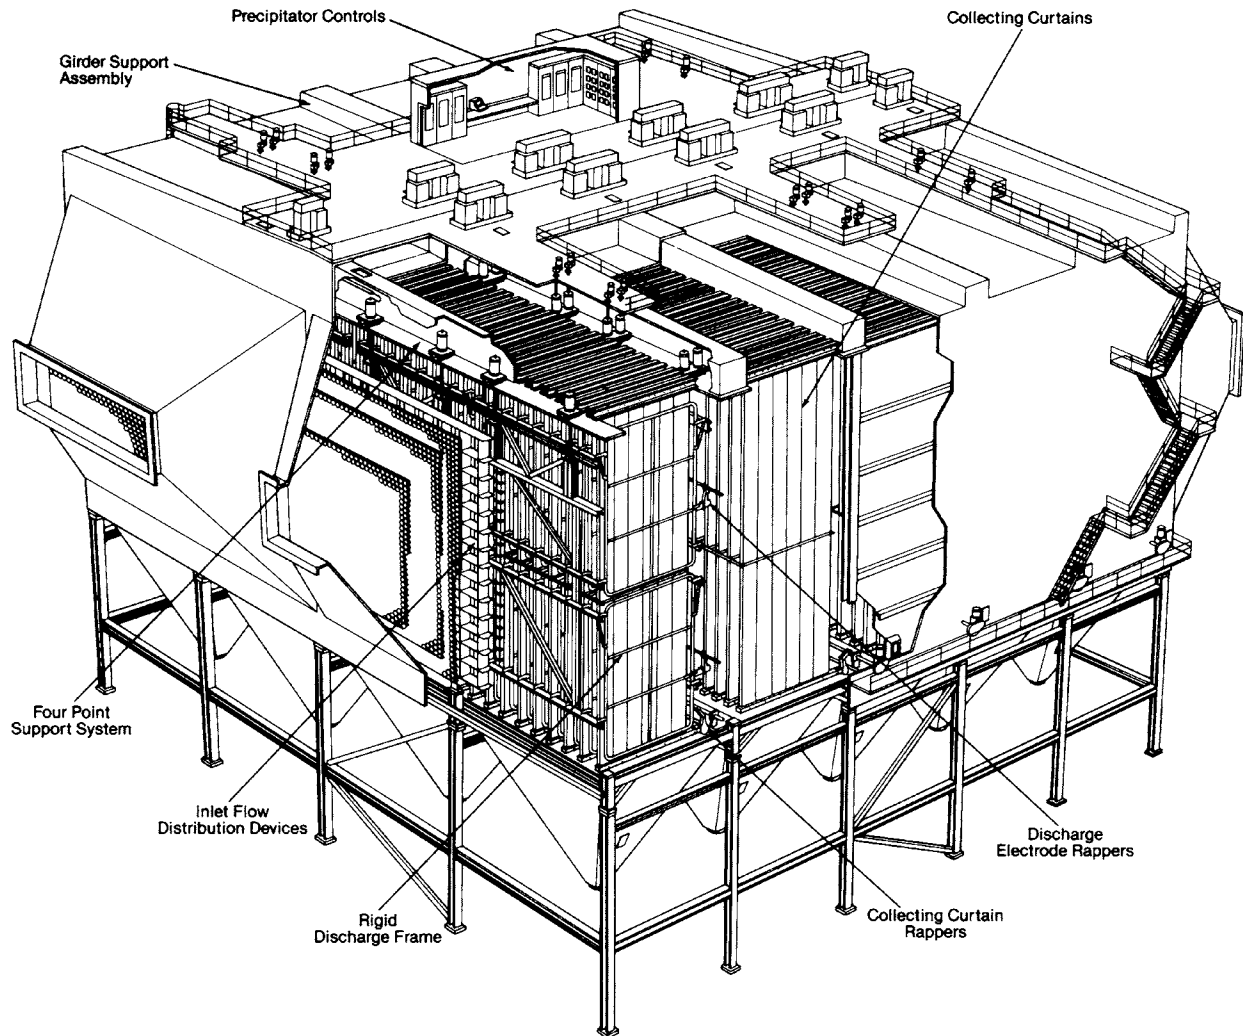 Precipitator Controls
Collecting Curtains
Girder Support
Assembly
Four Point
Support System
Inlet Flow
Distribution Devices
Rigid
Discharge Frame
Collecting Curtain
Rappers
Discharge
Electrode Rappers